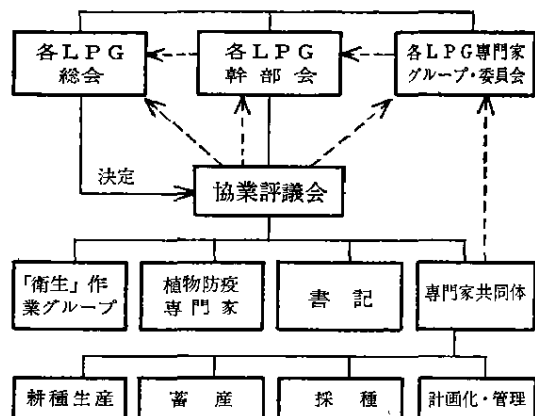 各LPG
総会
各LPG
幹部会
各LPG専門家
グループ・委員会
決定
協業評議会
「衛生」作
業グループ
植物防疫
専門家
書記
専門家共同体
耕種生産
畜産
採種
計画化・管理